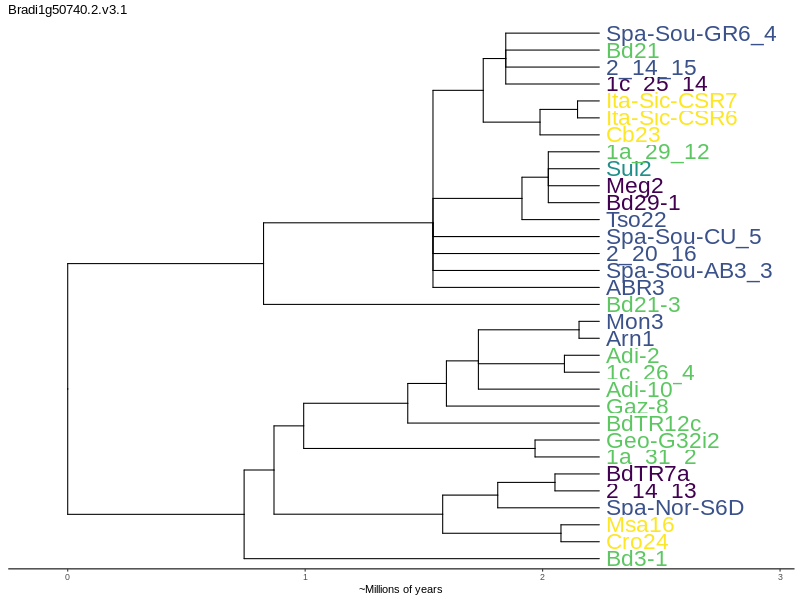 Bradi1g50740.2.v3.1
Spa-Sou-GR6_4
Bd21
2_14_15
1c_25_14
Ita-Sic-CSR7
Ita-Sic-CSR6
Cb23
1a_29_12
Sul2
Meg2
Bd29-1
Tso22
Spa-Sou-CU_5
2_20_16
Spa-Sou-AB3_3
ABR3
Bd21-3
Mon3
Arn1
Adi-2
1c_26_4
Adi-10
Gaz-8
BdTR12c
Geo-G32i2
1a_31_2
BdTR7a
2_14_13
Spa-Nor-S6D
Msa16
Cro24
Bd3-1
0 1 2 3
~Millions of years